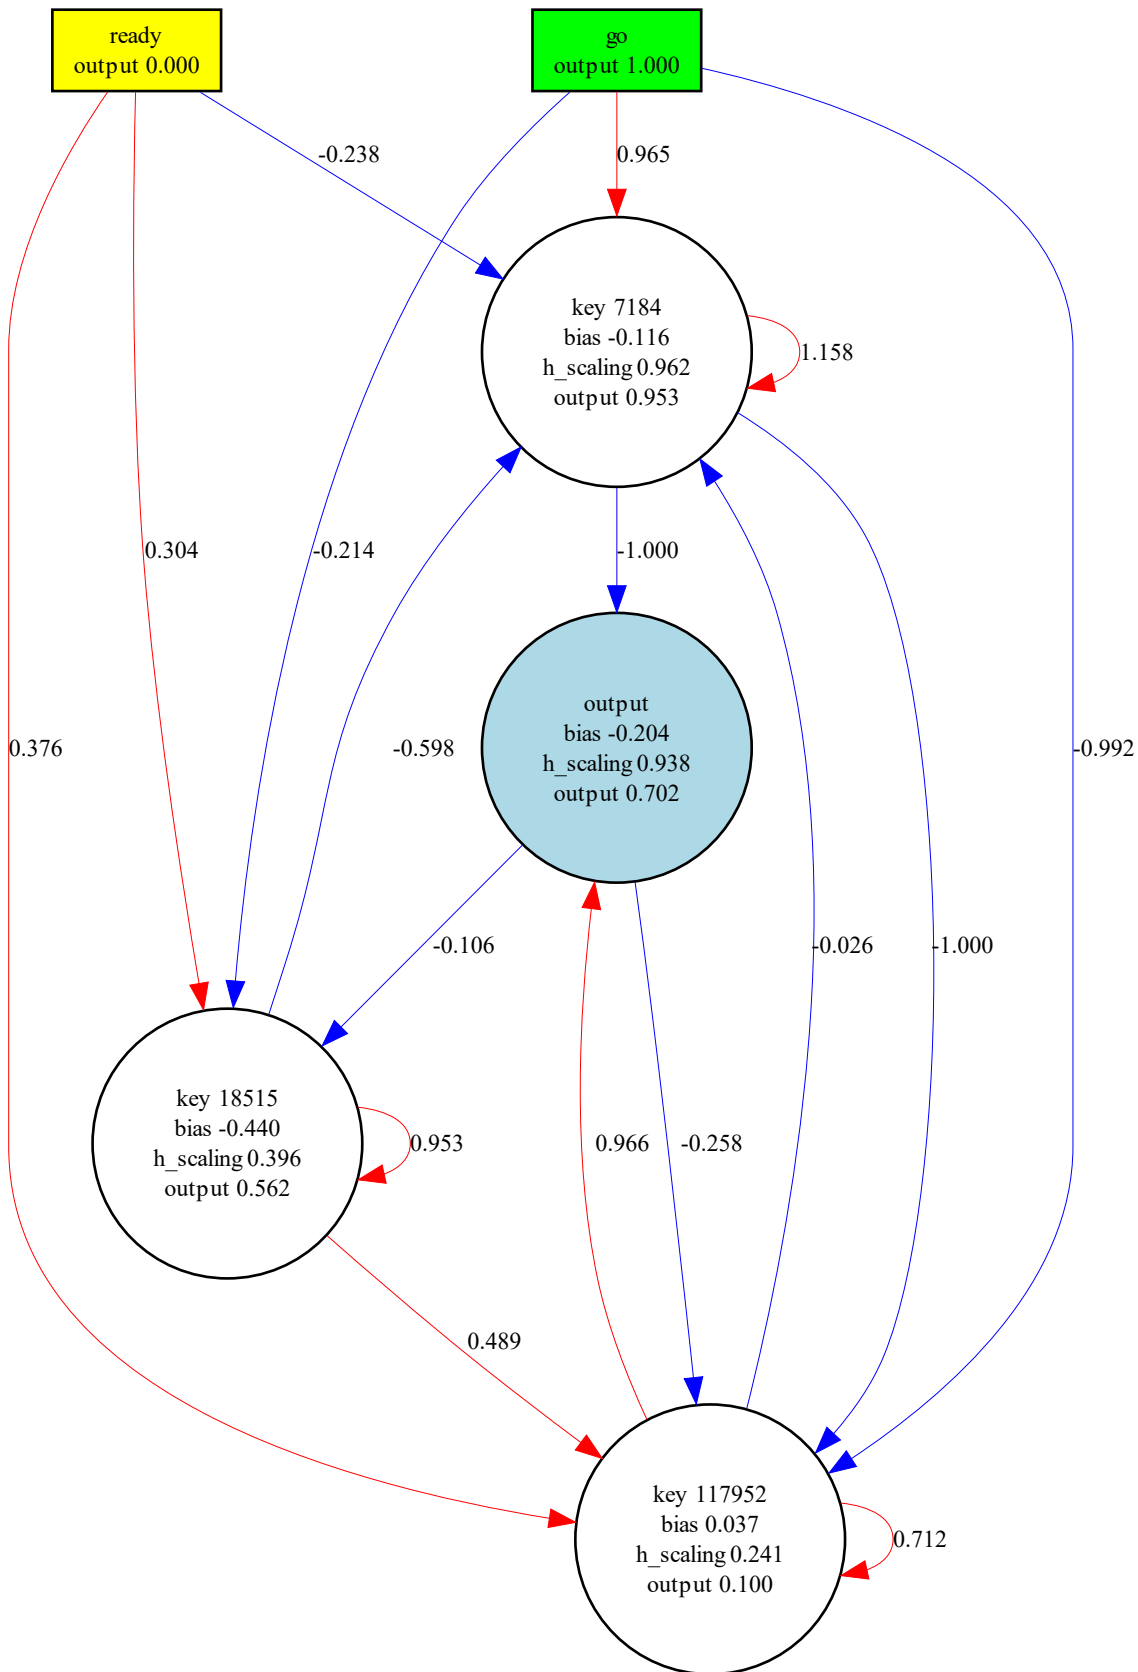 ready
output 0.000
go
output 1.000
-0.238
0.965
key 7184
bias -0.116
h_scaling 0.962
output 0.953
1.158
0.304
-0.214
-1.000
output
bias -0.204
h_scaling 0.938
output 0.702
0.376
-0.598
-0.992
-0.106
-0.026
-1.000
key 18515
bias -0.440
h_scaling 0.396
output 0.562
0.953
0.966
-0.258
0.489
key 117952
bias 0.037
h_scaling 0.241
output 0.100
0.712